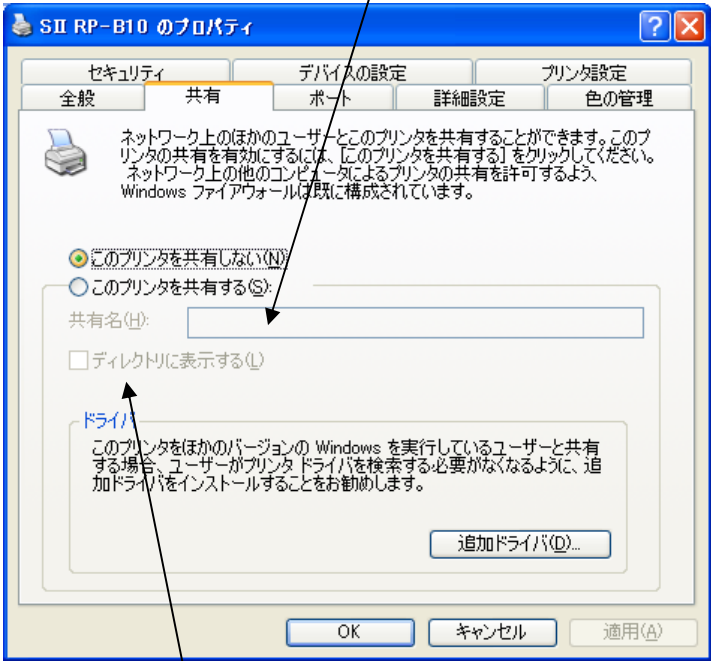 SII RP-B10 のプロパティ
セキュリティ デバイスの設定 プリンタ設定
全般 共有 ポート 詳細設定 色の管理
ネットワーク上のほかのユーザーとこのプリンタを共有することができます。このプ
リンタの共有を有効にするには、[このプリンタを共有する] をクリックしてください。
ネットワーク上の他のコンピュータによるプリンタの共有を許可するよう、
Windows ファイアウォールは既に構成されています。
このプリンタを共有しない(N)
このプリンタを共有する(S):
共有名(H):
ディレクトリに表示する(L)
ドライバ
このプリンタをほかのバージョンの Windows を実行しているユーザーと共有
する場合、ユーザーがプリンタ ドライバを検索する必要がなくなるように、追
加ドライバをインストールすることをお勧めします。
追加ドライバ(D)...
OK キャンセル 適用(A)